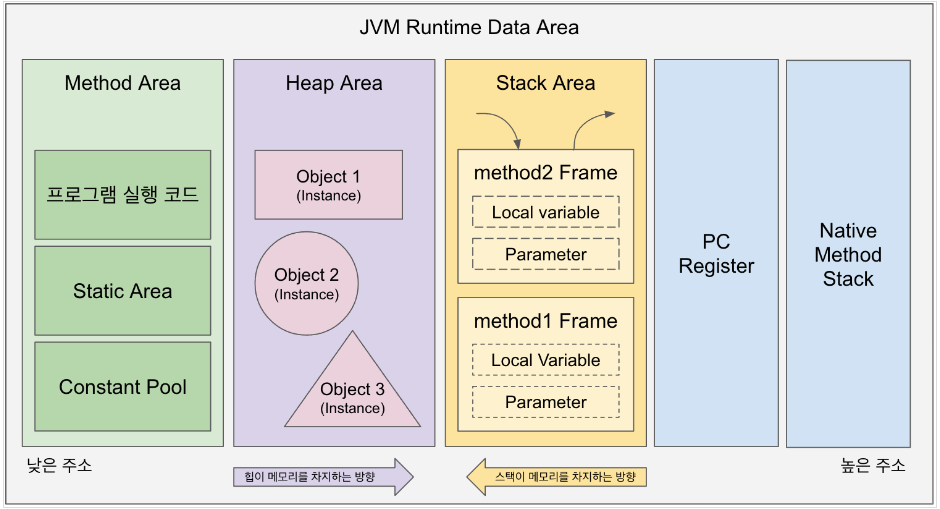 JVM Runtime Data Area
Method Area
프로그램 실행 코드
Static Area
Constant Pool
Heap Area
Object 1
(Instance)
Object 2
(Instance)
Object 3
(Instance)
Stack Area
method2 Frame
Local variable
Parameter
method1 Frame
Local Variable
Parameter
PC
Register
Native
Method
Stack
낮은 주소
힙이 메모리를 차지하는 방향
스택이 메모리를 차지하는 방향
높은 주소